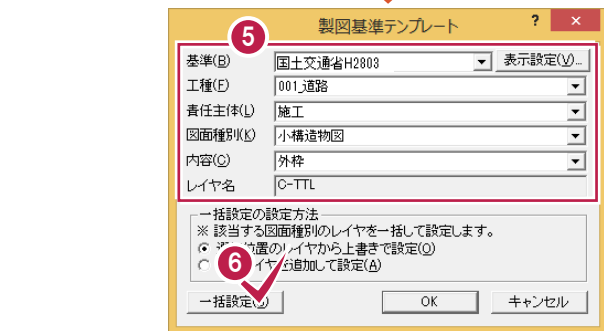 製図基準テンプレート ? ×
5
基準(B) 国土交通省H2803 表示設定(V)...
工種(F) 001_道路
責任主体(L) 施工
図面種別(K) 小構造物図
内容(C) 外枠
レイヤ名 C-TTL
一括設定の設定方法
※ 該当する図面種別のレイヤを一括して設定します。
位置のレイヤから上書きで設定(O)
6
イヤを追加して設定(A)
一括設定 OK キャンセル